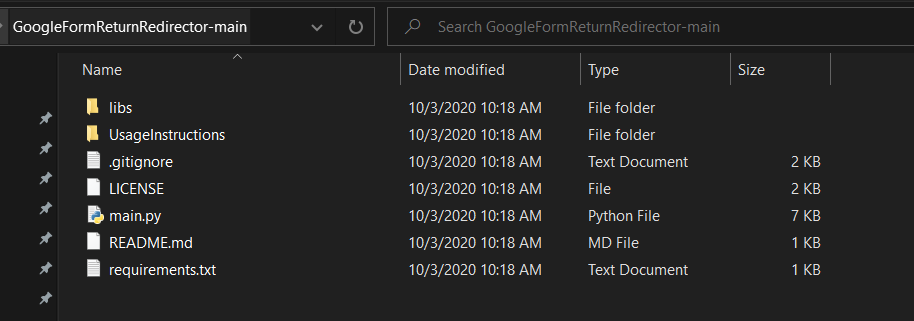 GoogleFormReturnRedirector-main Search GoogleFormReturnRedirector-main
Name Date modified Type Size
libs 10/3/2020 10:18 AM File folder
UsageInstructions 10/3/2020 10:18 AM File folder
.gitignore 10/3/2020 10:18 AM Text Document 2 KB
LICENSE 10/3/2020 10:18 AM File 2 KB
main.py 10/3/2020 10:18 AM Python File 7 KB
README.md 10/3/2020 10:18 AM MD File 1 KB
requirements.txt 10/3/2020 10:18 AM Text Document 1 KB